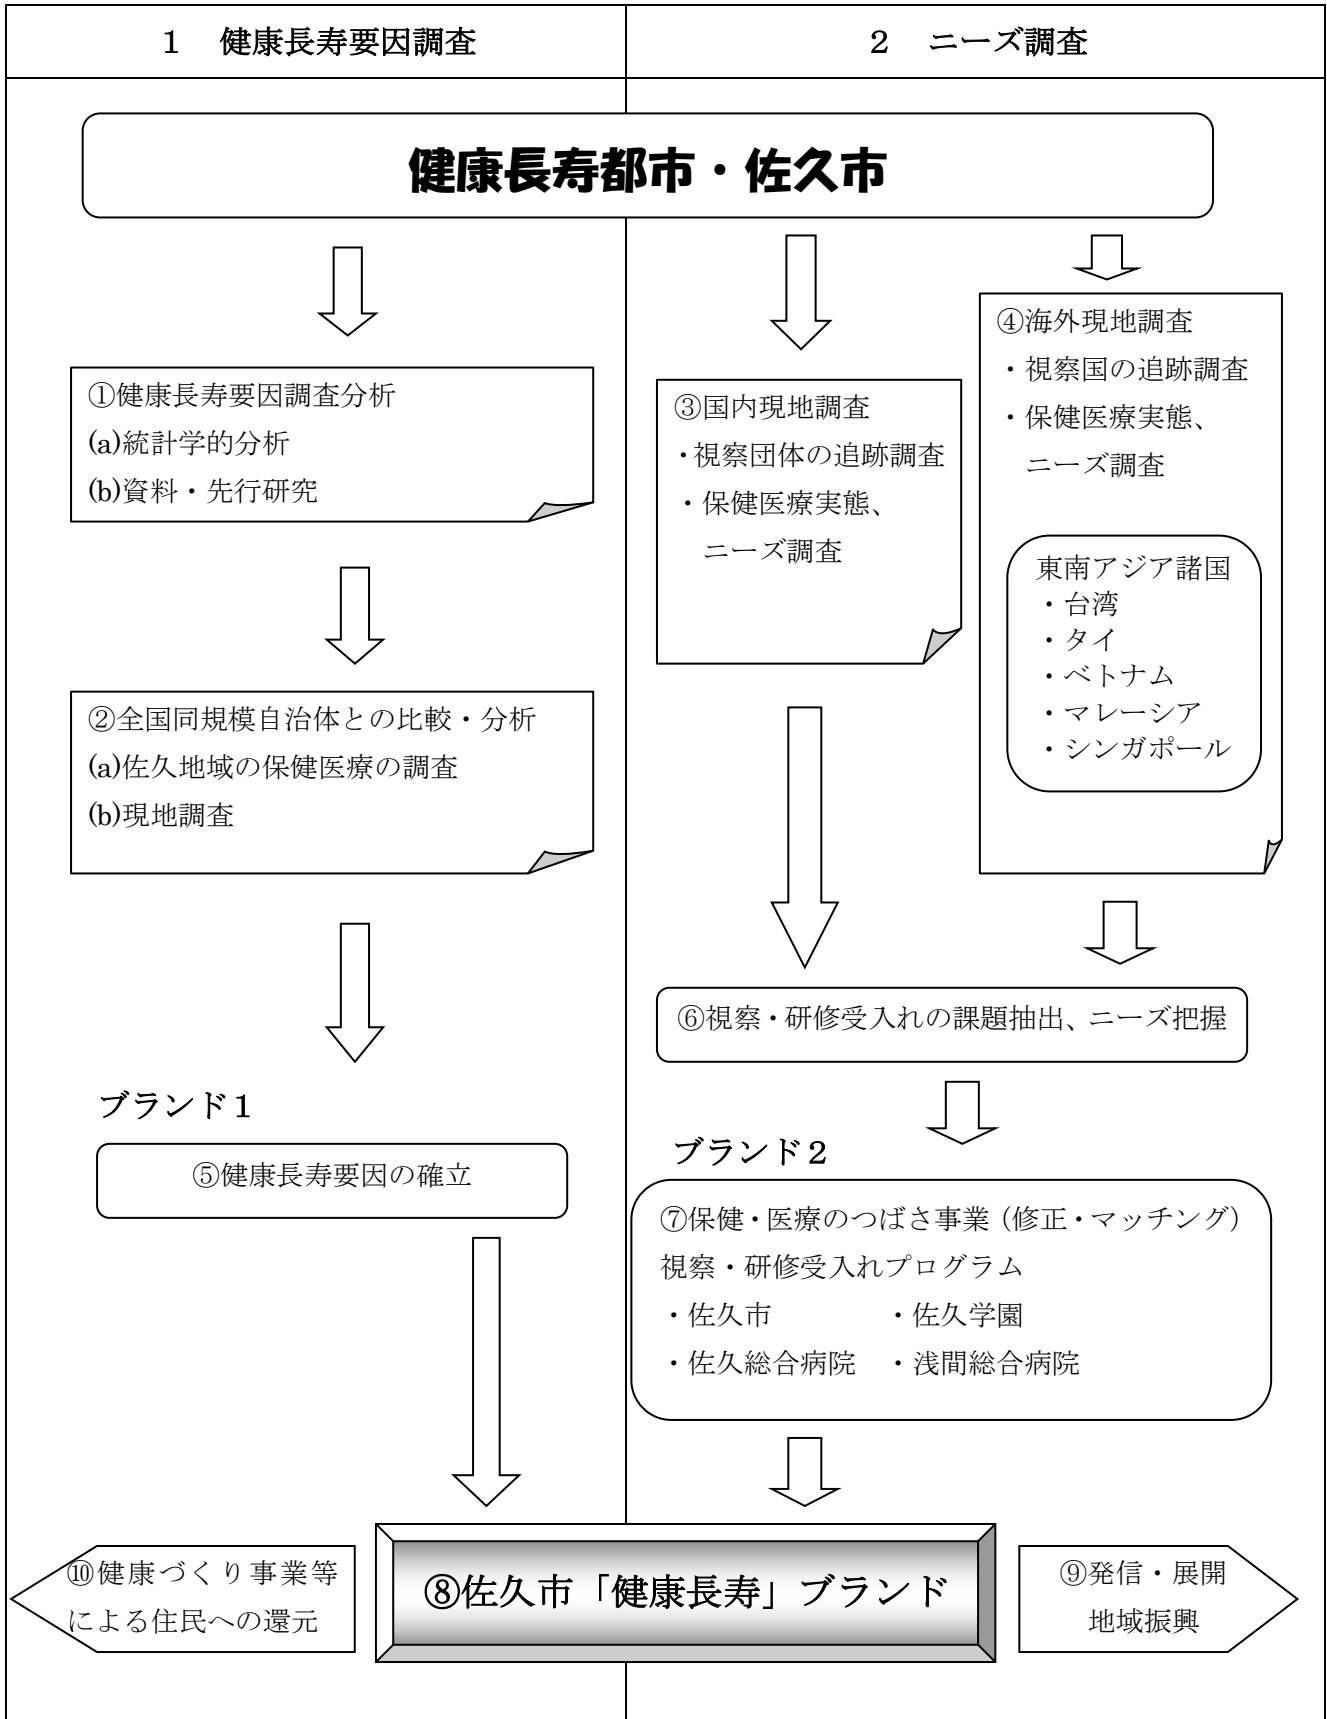 １　健康長寿要因調査
２　ニーズ調査
健康長寿都市・佐久市
①健康長寿要因調査分析
(a)統計学的分析
(b)資料・先行研究
②全国同規模自治体との比較・分析
(a)佐久地域の保健医療の調査
(b)現地調査
ブランド１
⑤健康長寿要因の確立
③国内現地調査
・視察団体の追跡調査
・保健医療実態、
ニーズ調査
④海外現地調査
・視察国の追跡調査
・保健医療実態、
ニーズ調査
東南アジア諸国
・台湾
・タイ
・ベトナム
・マレーシア
・シンガポール
⑥視察・研修受入れの課題抽出、ニーズ把握
ブランド２
⑦保健・医療のつばさ事業（修正・マッチング）
視察・研修受入れプログラム
・佐久市　　　　・佐久学園
・佐久総合病院　・浅間総合病院
⑧佐久市「健康長寿」ブランド
⑩健康づくり事業等
による住民への還元
⑨発信・展開
地域振興